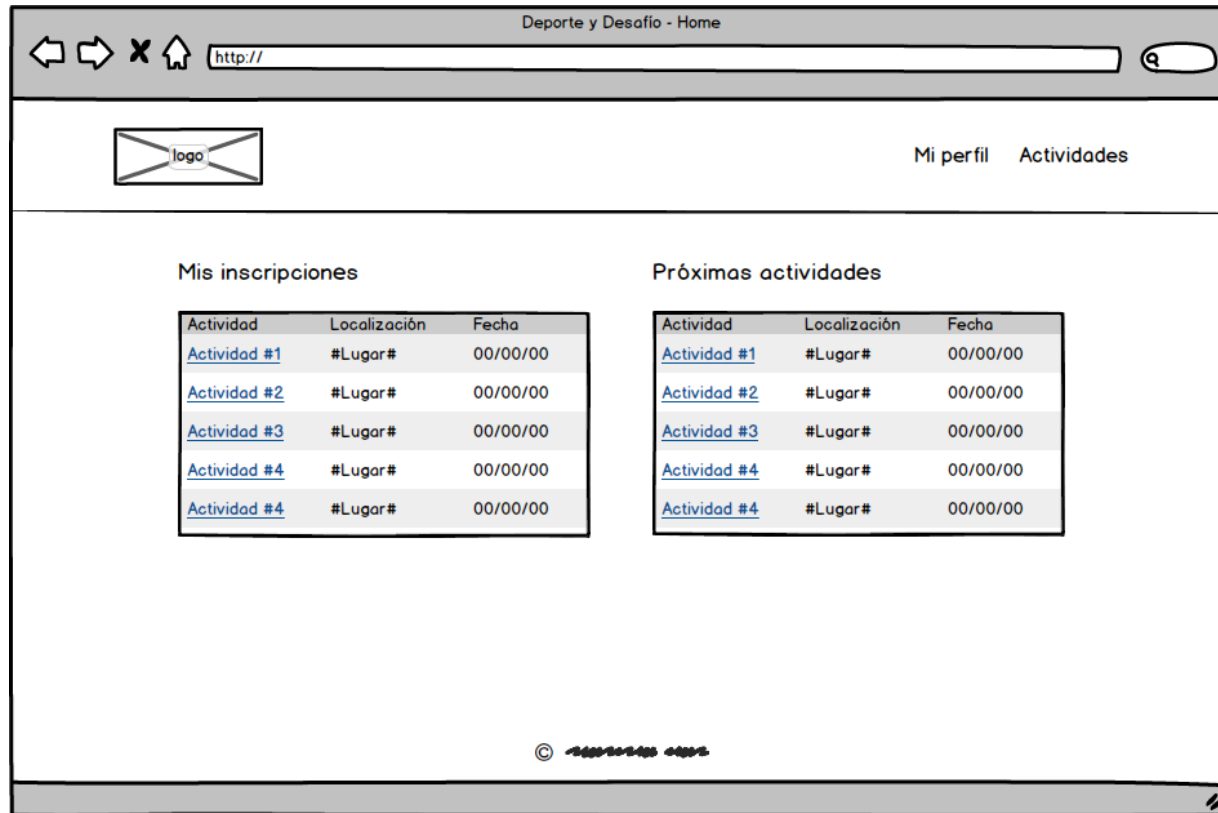 Deporte y Desafío - Home
http://
logo
Mi perfil Actividades
Mis inscripciones
Actividad Localización Fecha
Actividad #1 #Lugar# 00/00/00
Actividad #2 #Lugar# 00/00/00
Actividad #3 #Lugar# 00/00/00
Actividad #4 #Lugar# 00/00/00
Actividad #4 #Lugar# 00/00/00
Próximas actividades
Actividad Localización Fecha
Actividad #1 #Lugar# 00/00/00
Actividad #2 #Lugar# 00/00/00
Actividad #3 #Lugar# 00/00/00
Actividad #4 #Lugar# 00/00/00
Actividad #4 #Lugar# 00/00/00
©